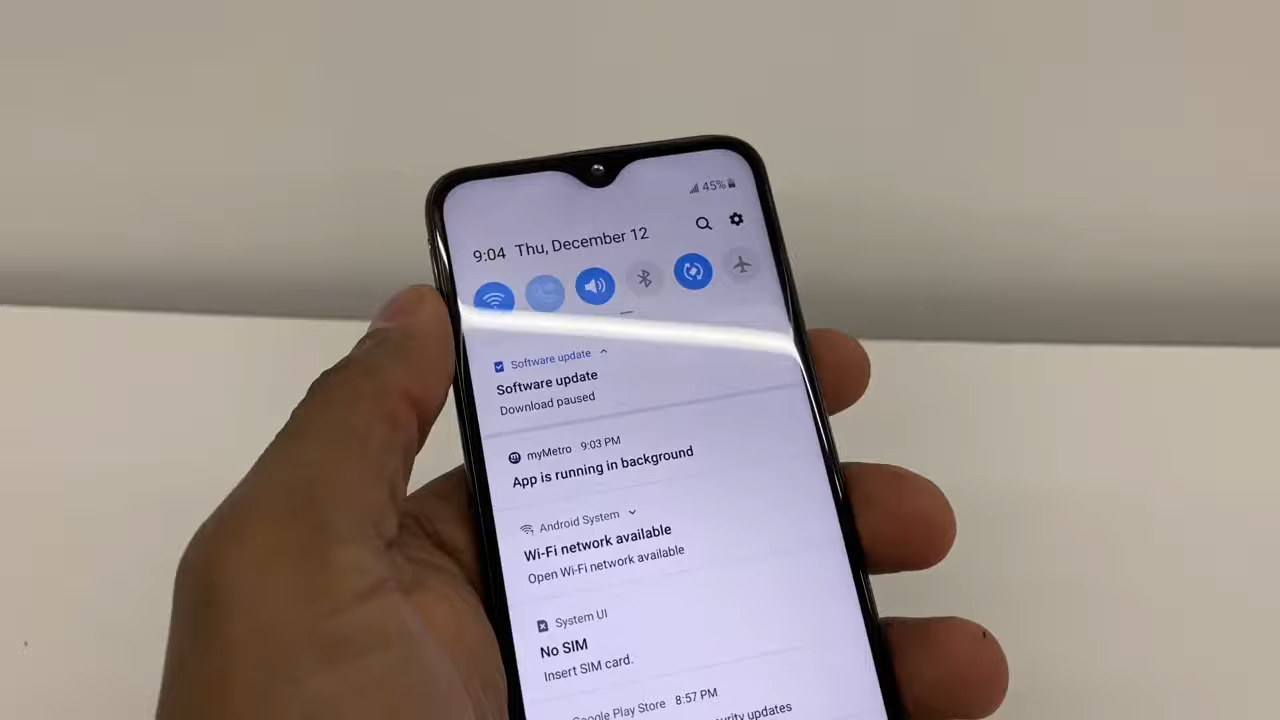 45%
9:04 Thu, December 12
Software update
Software update
Download paused
myMetro 9:03 PM
App is running in background
Android System
Wi-Fi network available
Open Wi-Fi network available
System UI
No SIM
Insert SIM card.
Google Play Store 8:57 PM
updates